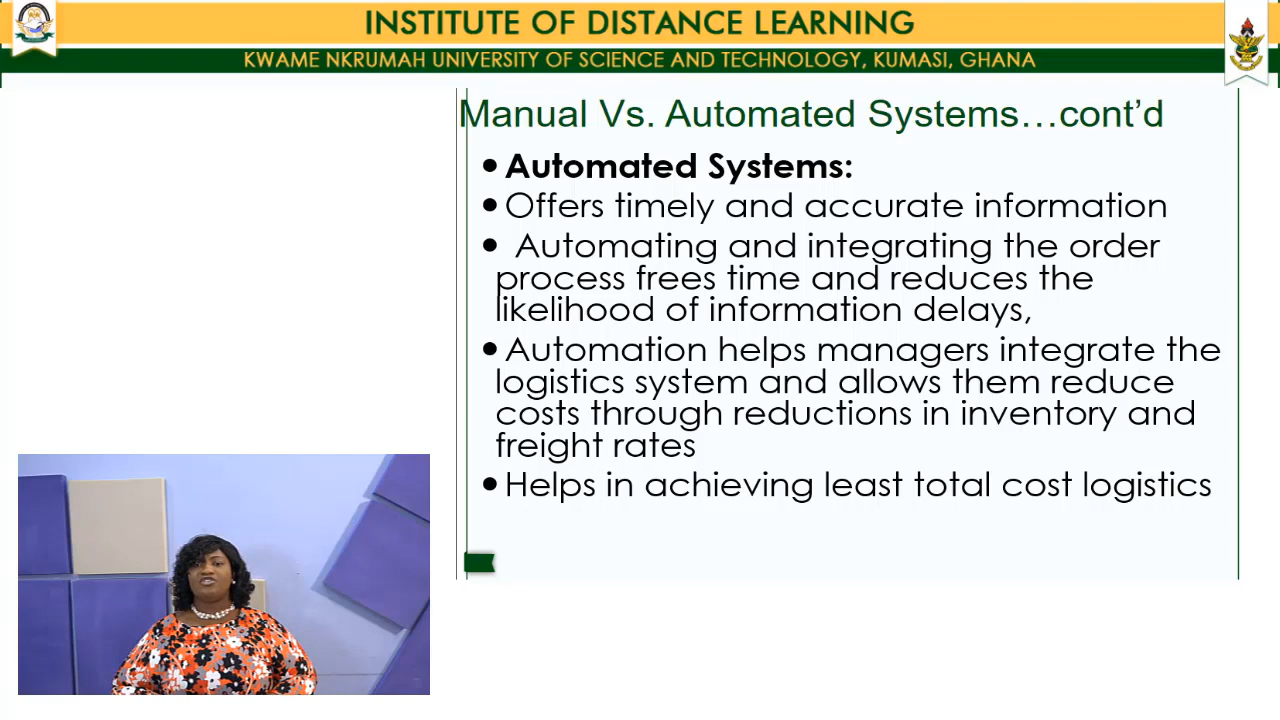 INSTITUTE OF DISTANCE LEARNING
KWAME NKRUMAH UNIVERSITY OF SCIENCE AND TECHNOLOGY, KUMASI, GHANA
Manual Vs. Automated Systems…cont’d
● Automated Systems:
● Offers timely and accurate information
● Automating and integrating the order
process frees time and reduces the
likelihood of information delays,
● Automation helps managers integrate the
logistics system and allows them reduce
costs through reductions in inventory and
freight rates
● Helps in achieving least total cost logistics